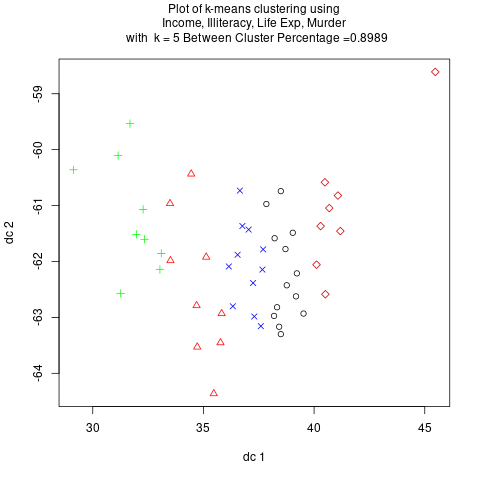 Plot of k-means clustering using
Income, Illiteracy, Life Exp, Murder
with k = 5 Between Cluster Percentage =0.8989
dc 2
-59
-60
-61
-62
-63
-64
30 35 40 45
dc 1